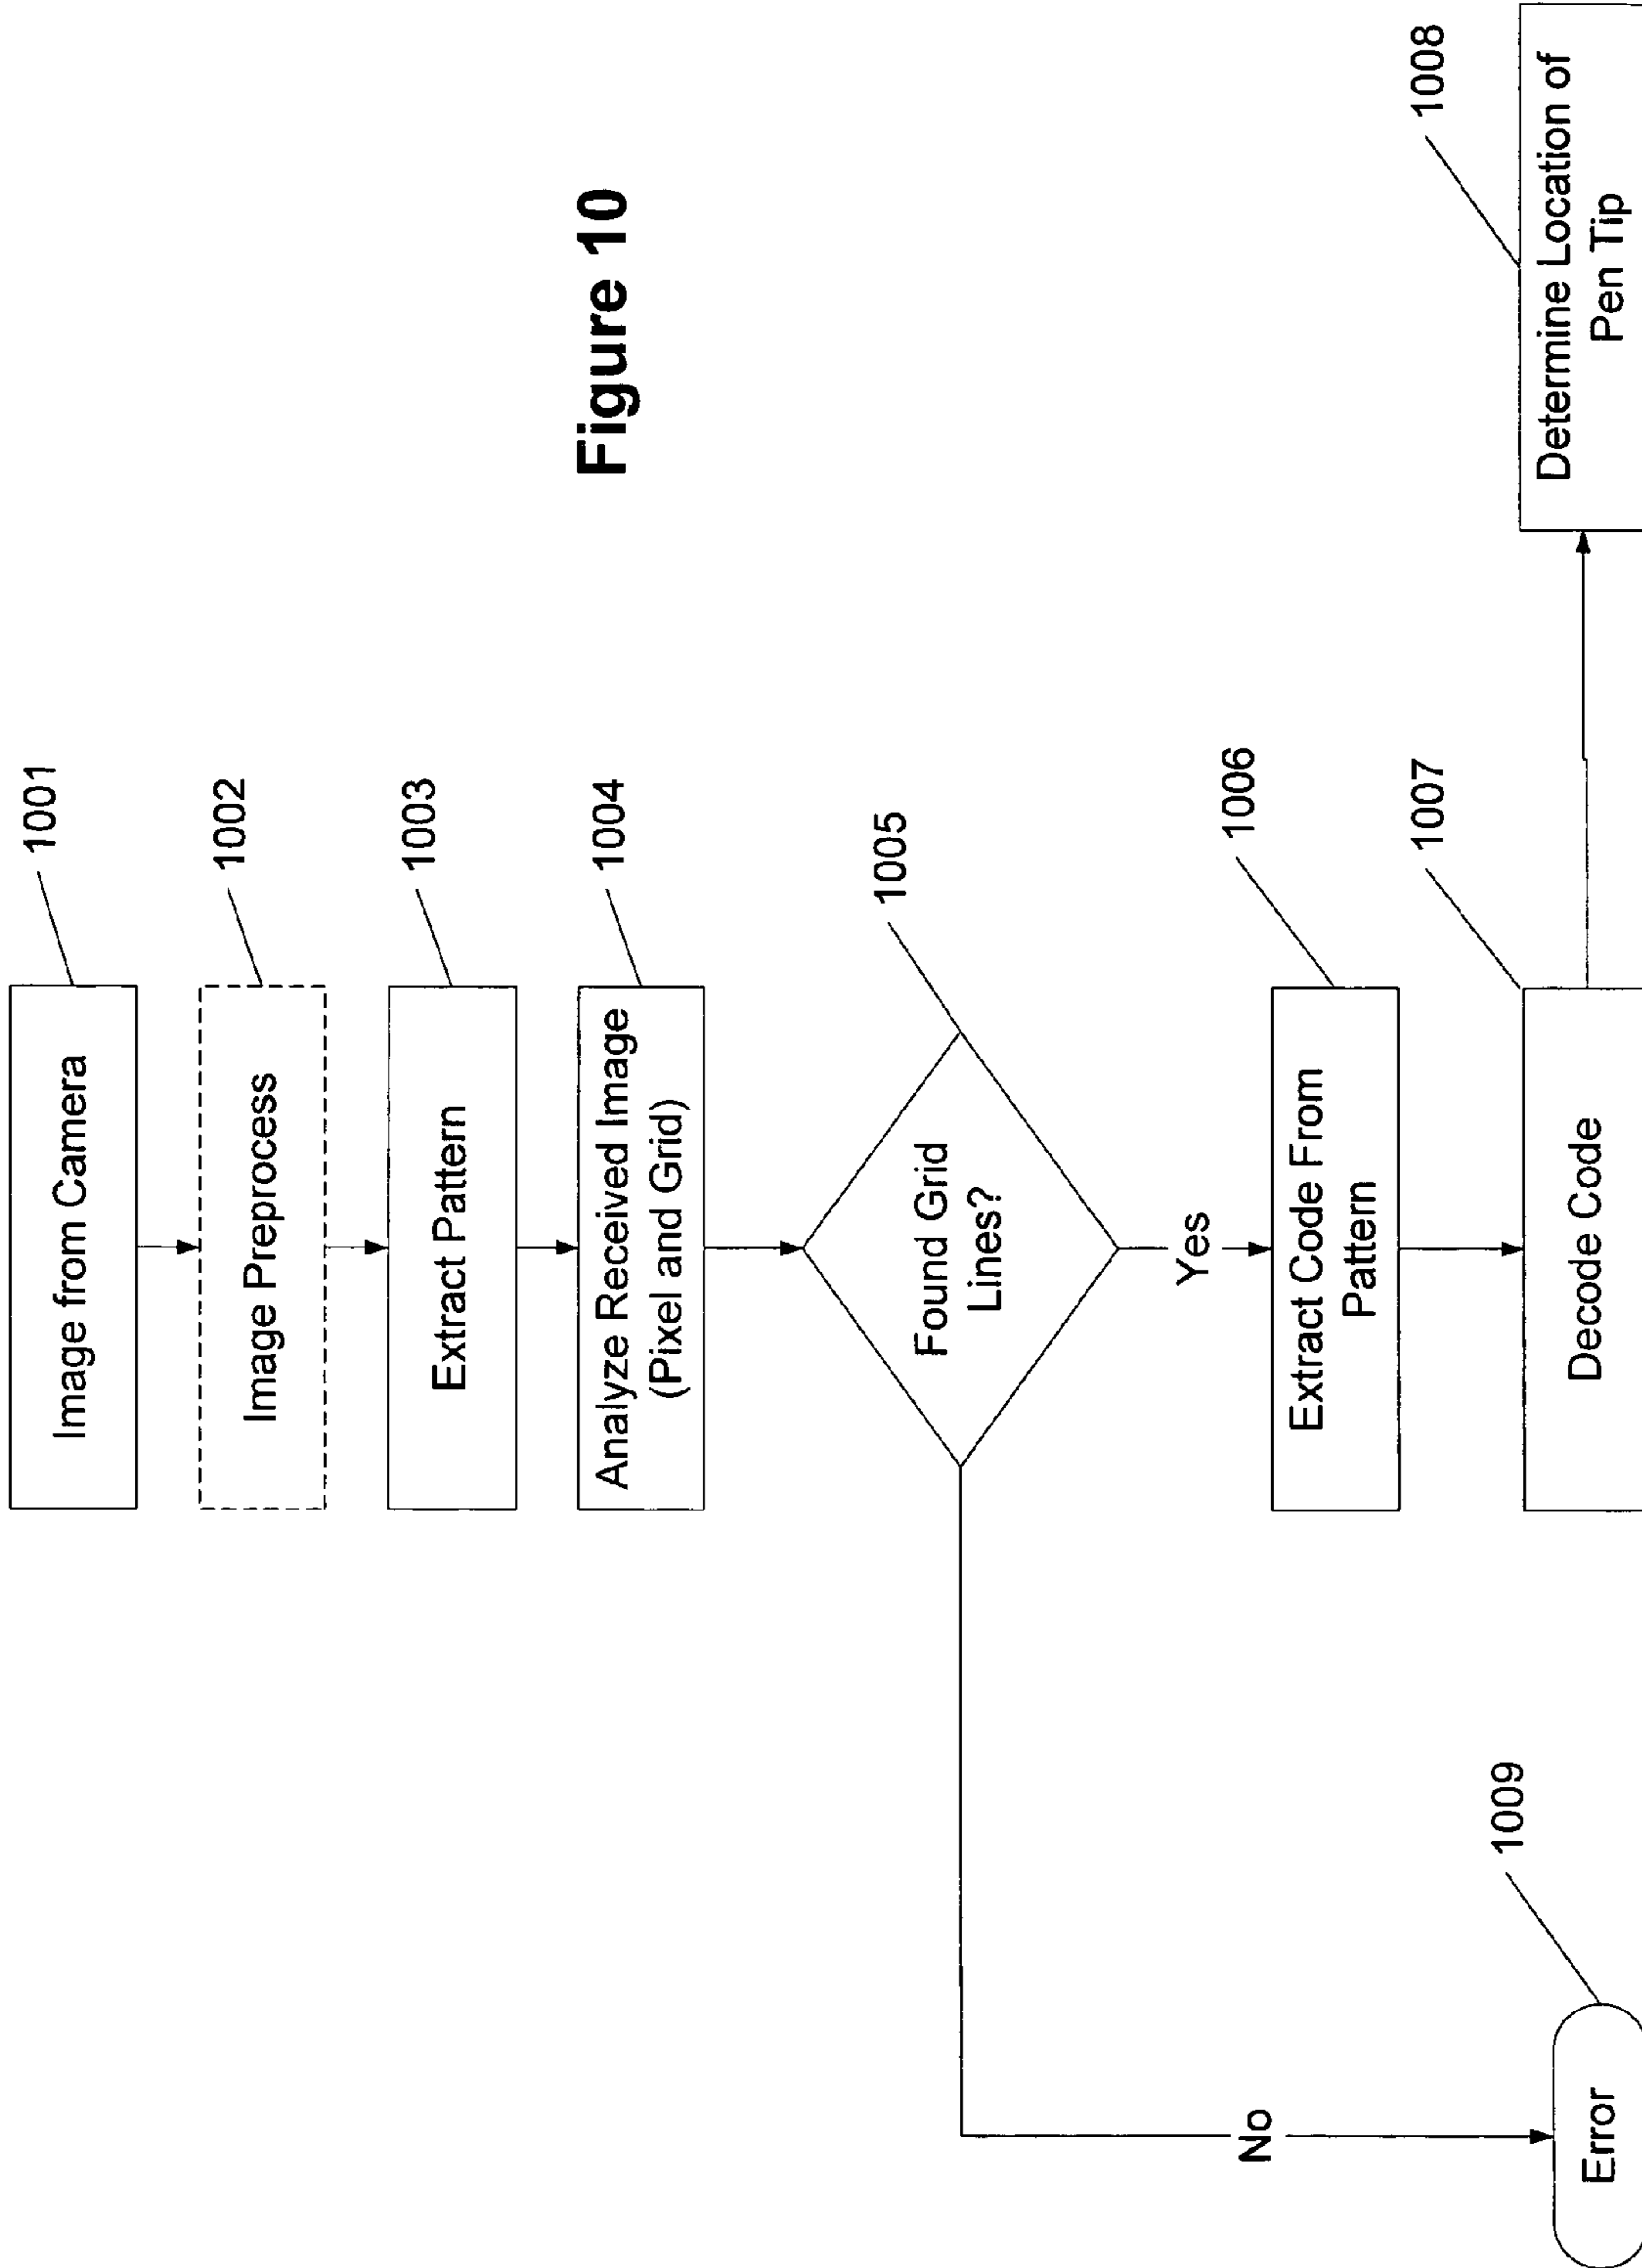 1001
Image from Camera
1002
Image Preprocess
1003
Extract Pattern
1004
Analyze Received Image
(Pixel and Grid)
1005
Found Grid
Lines?
No
Yes
1006
Extract Code From
Pattern
1007
Decode Code
1008
Determine Location of
Pen Tip
1009
Error
Figure 10